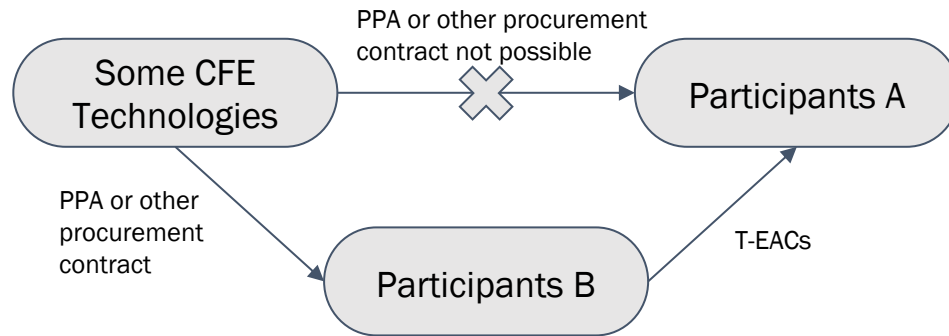 PPA or other procurement
contract not possible
Some CFE
Technologies
Participants A
PPA or other
procurement
contract
T-EACs
Participants B